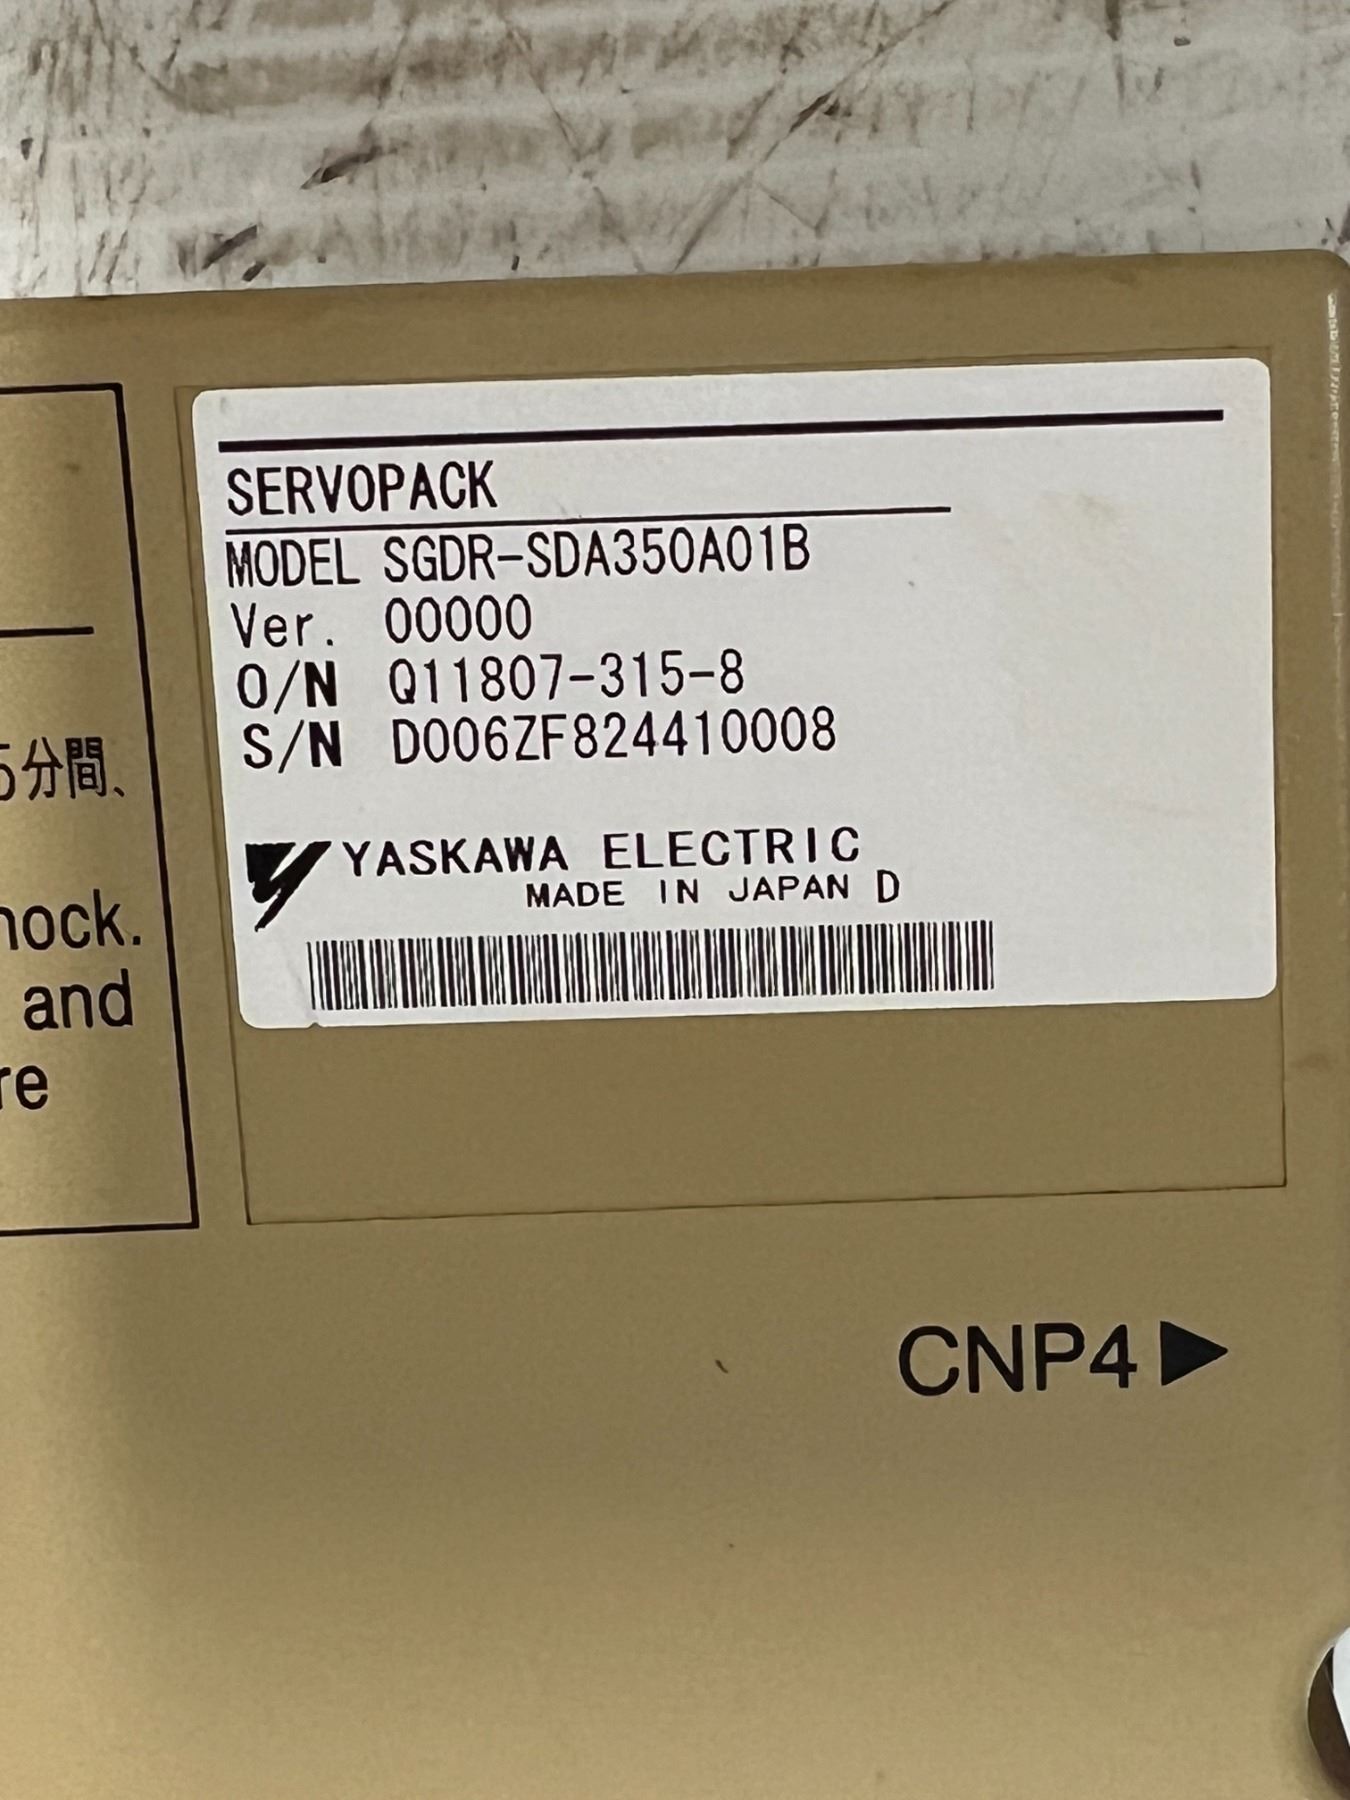 SERVOPACK
MODEL SGDR-SDA350A01B
Ver. 00000
O/N Q11807-315-8
S/N D006ZF824410008
YASKAWA ELECTRIC
MADE IN JAPAN D
5分間、
hock.
and
re
CNP4▶